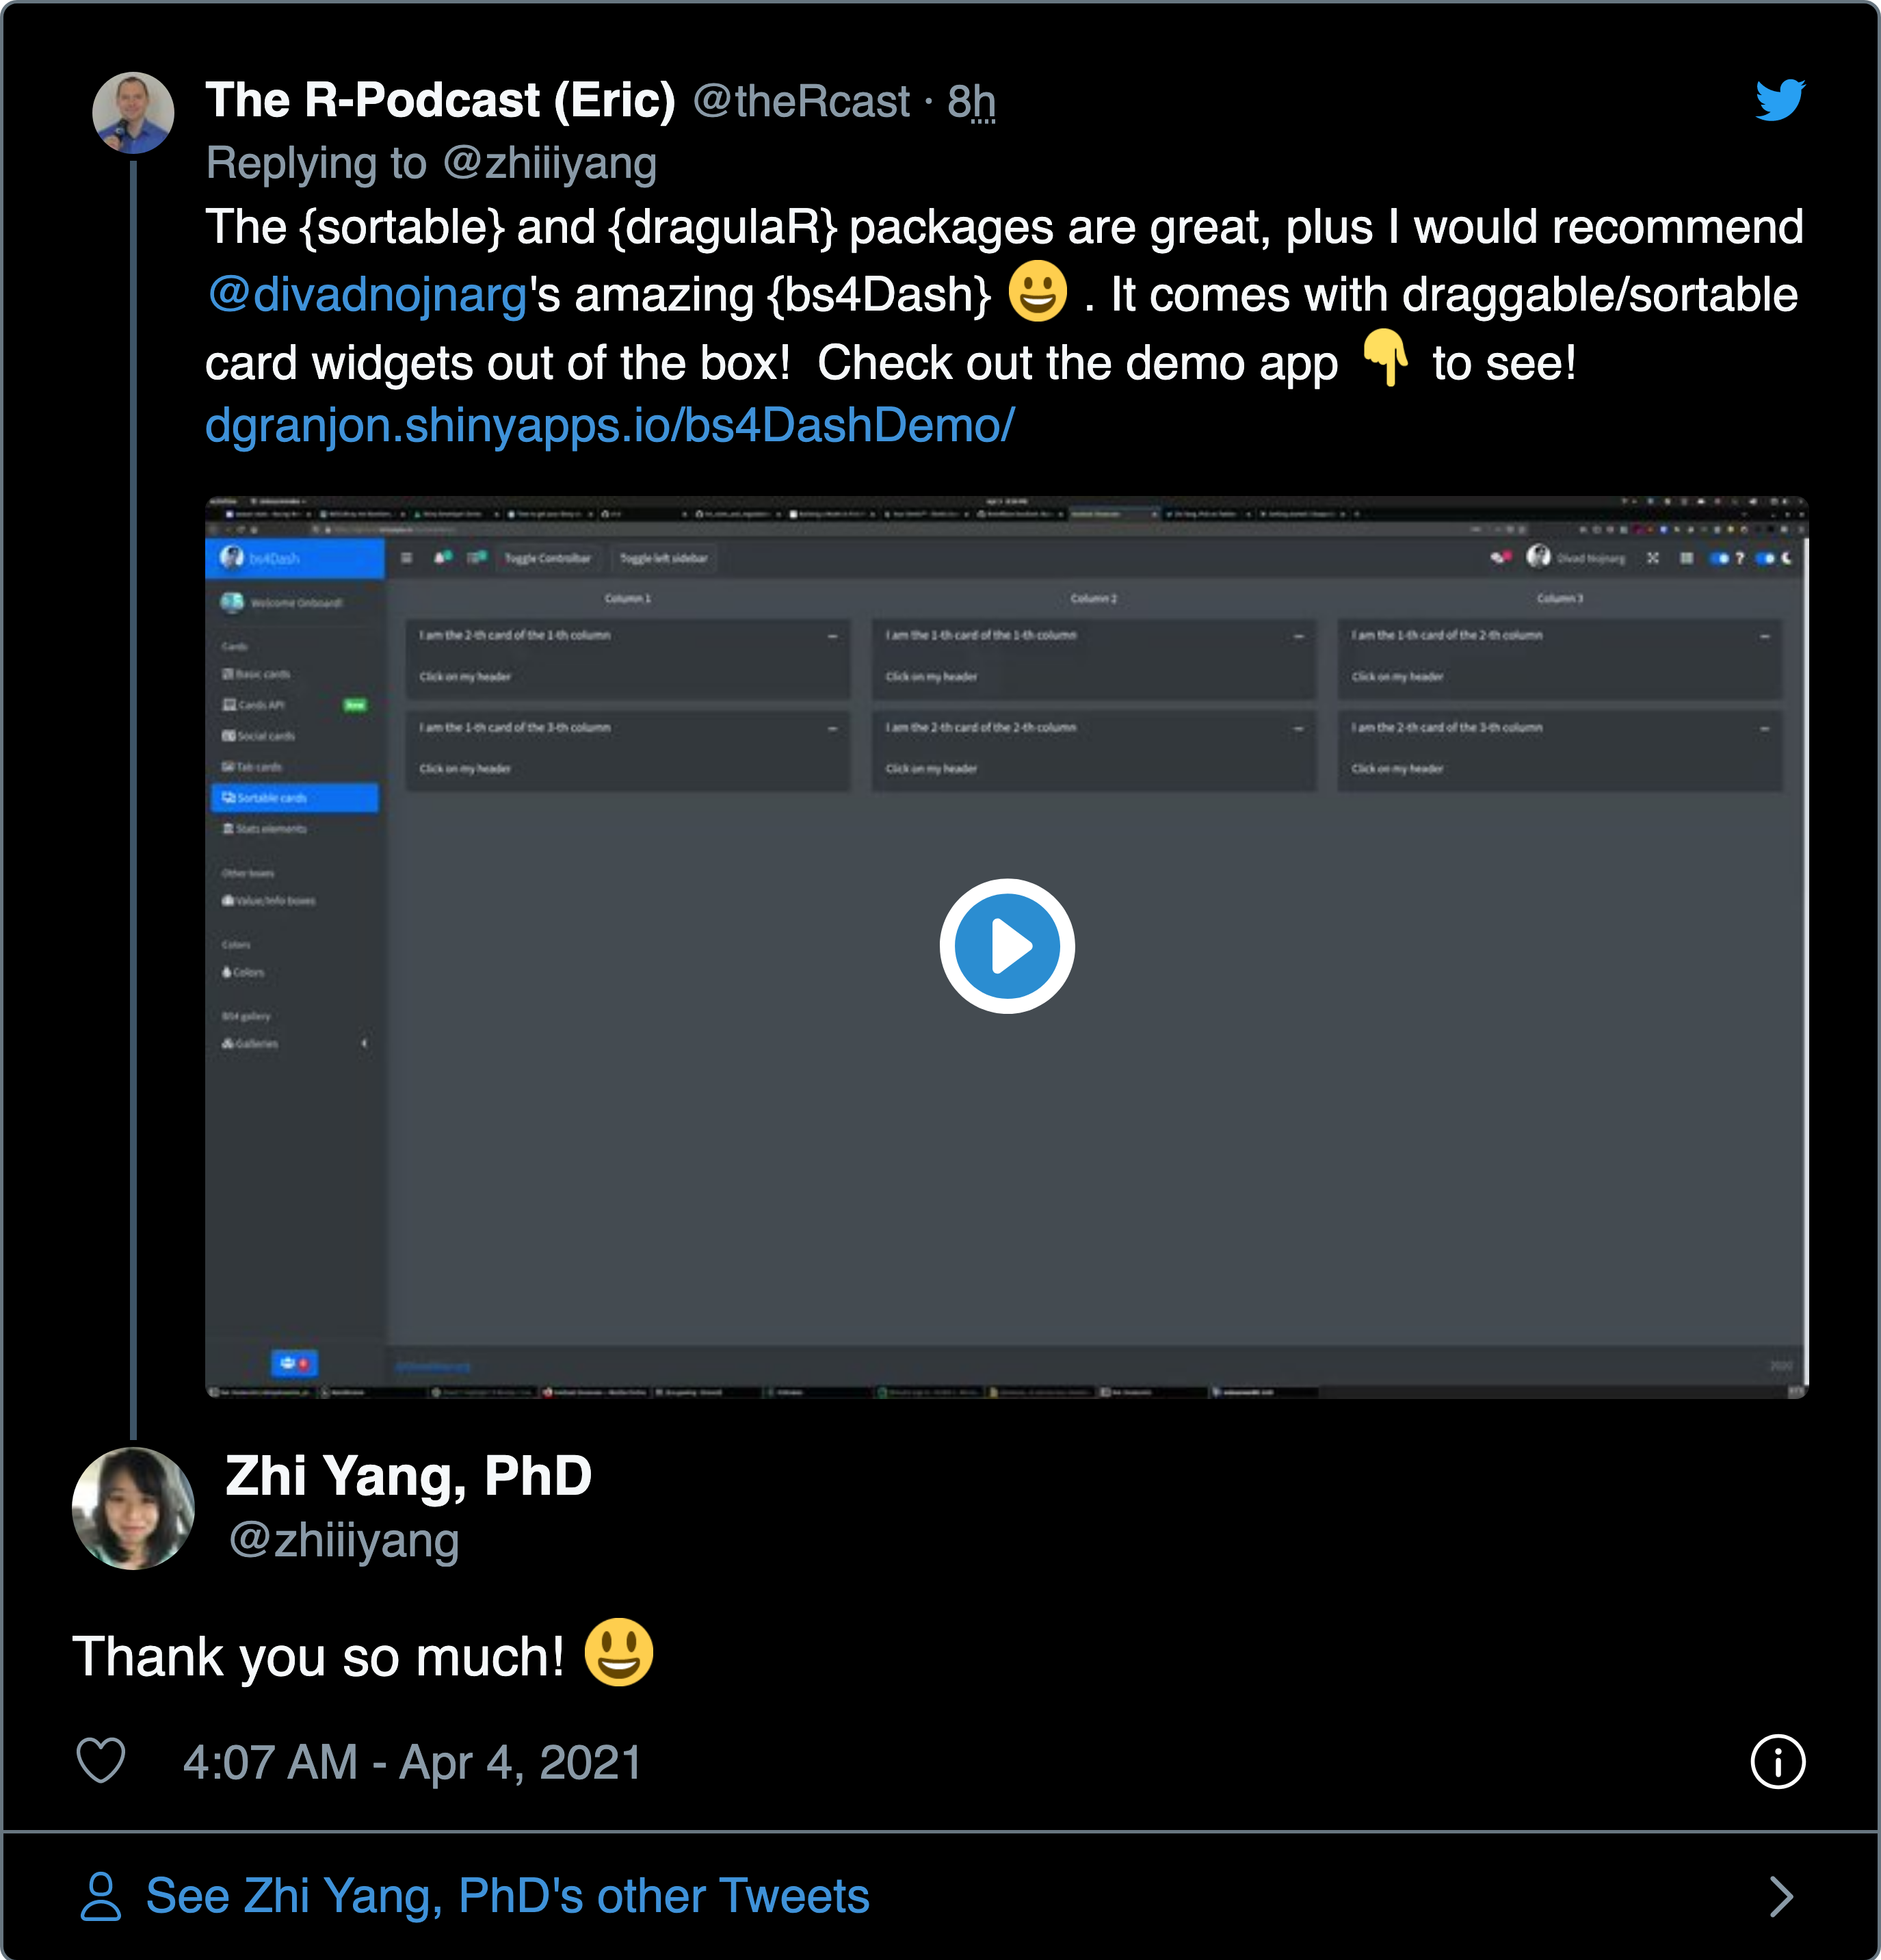 The R-Podcast (Eric) @theRcast · 8h
Replying to @zhiiiyang
The {sortable} and {dragulaR} packages are great, plus I would recommend
@divadnojnarg's amazing {bs4Dash} 😀 . It comes with draggable/sortable
card widgets out of the box!  Check out the demo app 👇 to see!
dgranjon.shinyapps.io/bs4DashDemo/
bs4Dash
Toggle Controlbar
Toggle left sidebar
Divad Nojnarg
?
Welcome Onboard!
Column 1
Column 2
Column 3
I am the 2-th card of the 1-th column
I am the 1-th card of the 1-th column
I am the 1-th card of the 2-th column
Click on my header
Click on my header
Click on my header
I am the 1-th card of the 3-th column
I am the 2-th card of the 2-th column
I am the 2-th card of the 3-th column
Click on my header
Click on my header
Click on my header
Cards
Basic cards
Cards API
New
Social cards
Tab cards
Sortable cards
Stats elements
Other boxes
Value/Info boxes
Colors
Colors
BS4 gallery
Galleries
2020
Zhi Yang, PhD
@zhiiiyang
Thank you so much! 😃
4:07 AM - Apr 4, 2021
See Zhi Yang, PhD's other Tweets